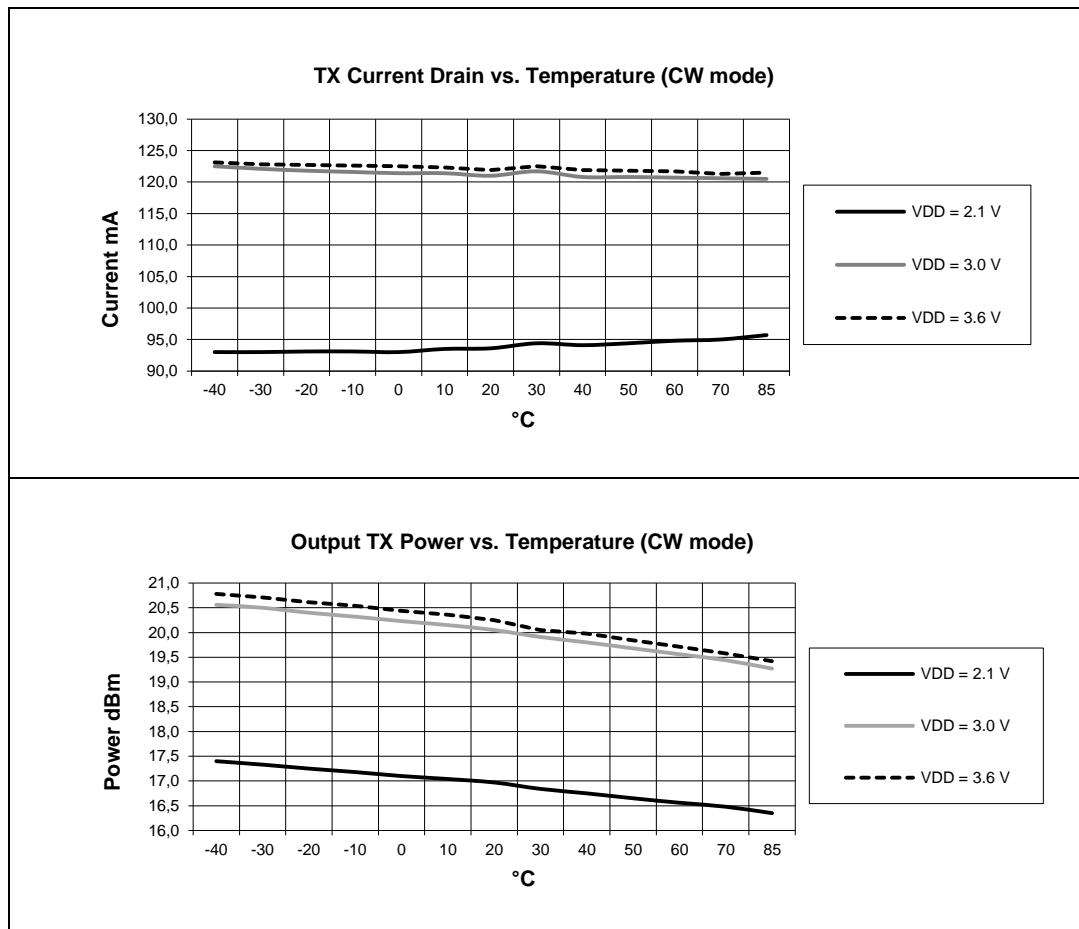 TX Current Drain vs. Temperature (CW mode)
130,0
125,0
120,0
115,0
110,0
105,0
100,0
95,0
90,0
Current mA
-40 -30 -20 -10 0 10 20 30 40 50 60 70 85
°C
VDD = 2.1 V
VDD = 3.0 V
VDD = 3.6 V
Output TX Power vs. Temperature (CW mode)
21,0
20,5
20,0
19,5
19,0
18,5
18,0
17,5
17,0
16,5
16,0
Power dBm
-40 -30 -20 -10 0 10 20 30 40 50 60 70 85
°C
VDD = 2.1 V
VDD = 3.0 V
VDD = 3.6 V